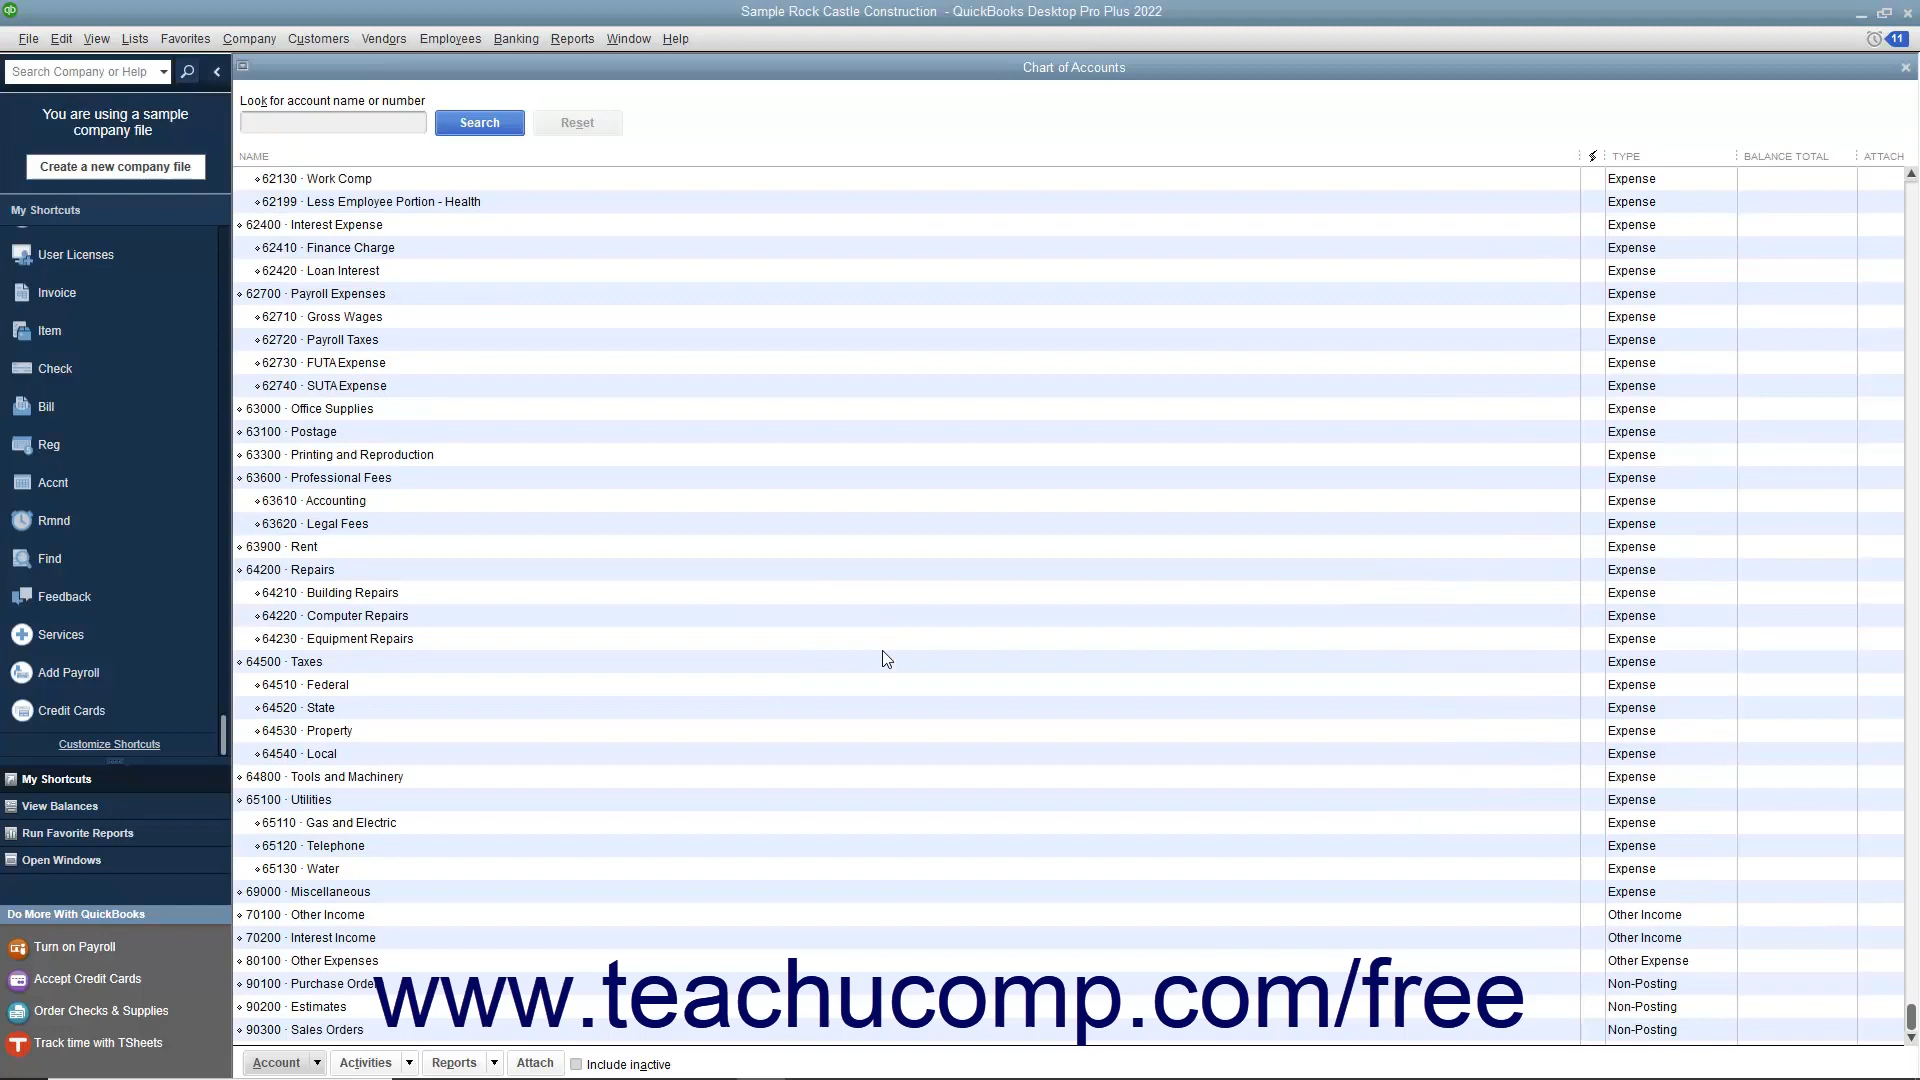 Sample Rock Castle Construction - QuickBooks Desktop Pro Plus 2022
File Edit View Lists Favorites Company Customers Vendors Employees Banking Reports Window Help
11
Search Company or Help
Chart of Accounts
You are using a sample
company file
Create a new company file
My Shortcuts
User Licenses
Invoice
Item
Check
Bill
Reg
Accnt
Rmnd
Find
Feedback
Services
Add Payroll
Credit Cards
Customize Shortcuts
My Shortcuts
View Balances
Run Favorite Reports
Open Windows
Do More With QuickBooks
Turn on Payroll
Accept Credit Cards
Order Checks & Supplies
Track time with TSheets
Look for account name or number
Search Reset
NAME TYPE BALANCE TOTAL ATTACH
62130 · Work Comp Expense
62199 · Less Employee Portion - Health Expense
62400 · Interest Expense Expense
62410 · Finance Charge Expense
62420 · Loan Interest Expense
62700 · Payroll Expenses Expense
62710 · Gross Wages Expense
62720 · Payroll Taxes Expense
62730 · FUTA Expense Expense
62740 · SUTA Expense Expense
63000 · Office Supplies Expense
63100 · Postage Expense
63300 · Printing and Reproduction Expense
63600 · Professional Fees Expense
63610 · Accounting Expense
63620 · Legal Fees Expense
63900 · Rent Expense
64200 · Repairs Expense
64210 · Building Repairs Expense
64220 · Computer Repairs Expense
64230 · Equipment Repairs Expense
64500 · Taxes Expense
64510 · Federal Expense
64520 · State Expense
64530 · Property Expense
64540 · Local Expense
64800 · Tools and Machinery Expense
65100 · Utilities Expense
65110 · Gas and Electric Expense
65120 · Telephone Expense
65130 · Water Expense
69000 · Miscellaneous Expense
70100 · Other Income Other Income
70200 · Interest Income Other Income
80100 · Other Expenses Other Expense
90100 · Purchase Non-Posting
90200 · Estimates Non-Posting
90300 · Sales Orders Non-Posting
www.teachucomp.com/free
Account Activities Reports Attach Include inactive